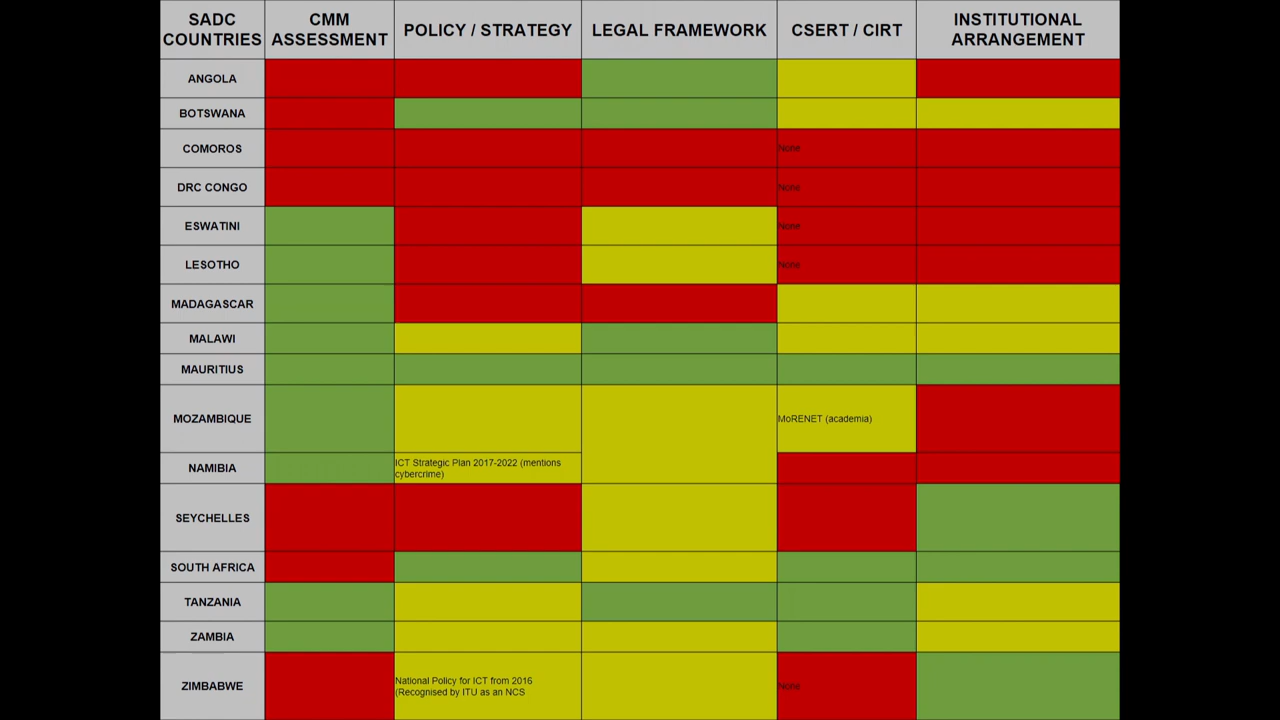 SADC COUNTRIES
CMM ASSESSMENT
POLICY / STRATEGY
LEGAL FRAMEWORK
CSERT / CIRT
INSTITUTIONAL ARRANGEMENT
ANGOLA
BOTSWANA
COMOROS
None
DRC CONGO
None
ESWATINI
None
LESOTHO
None
MADAGASCAR
MALAWI
MAURITIUS
MOZAMBIQUE
MoRENET (academia)
NAMIBIA
ICT Strategic Plan 2017-2022 (mentions
cybercrime)
SEYCHELLES
SOUTH AFRICA
TANZANIA
ZAMBIA
ZIMBABWE
National Policy for ICT from 2016
(Recognised by ITU as an NCS
None